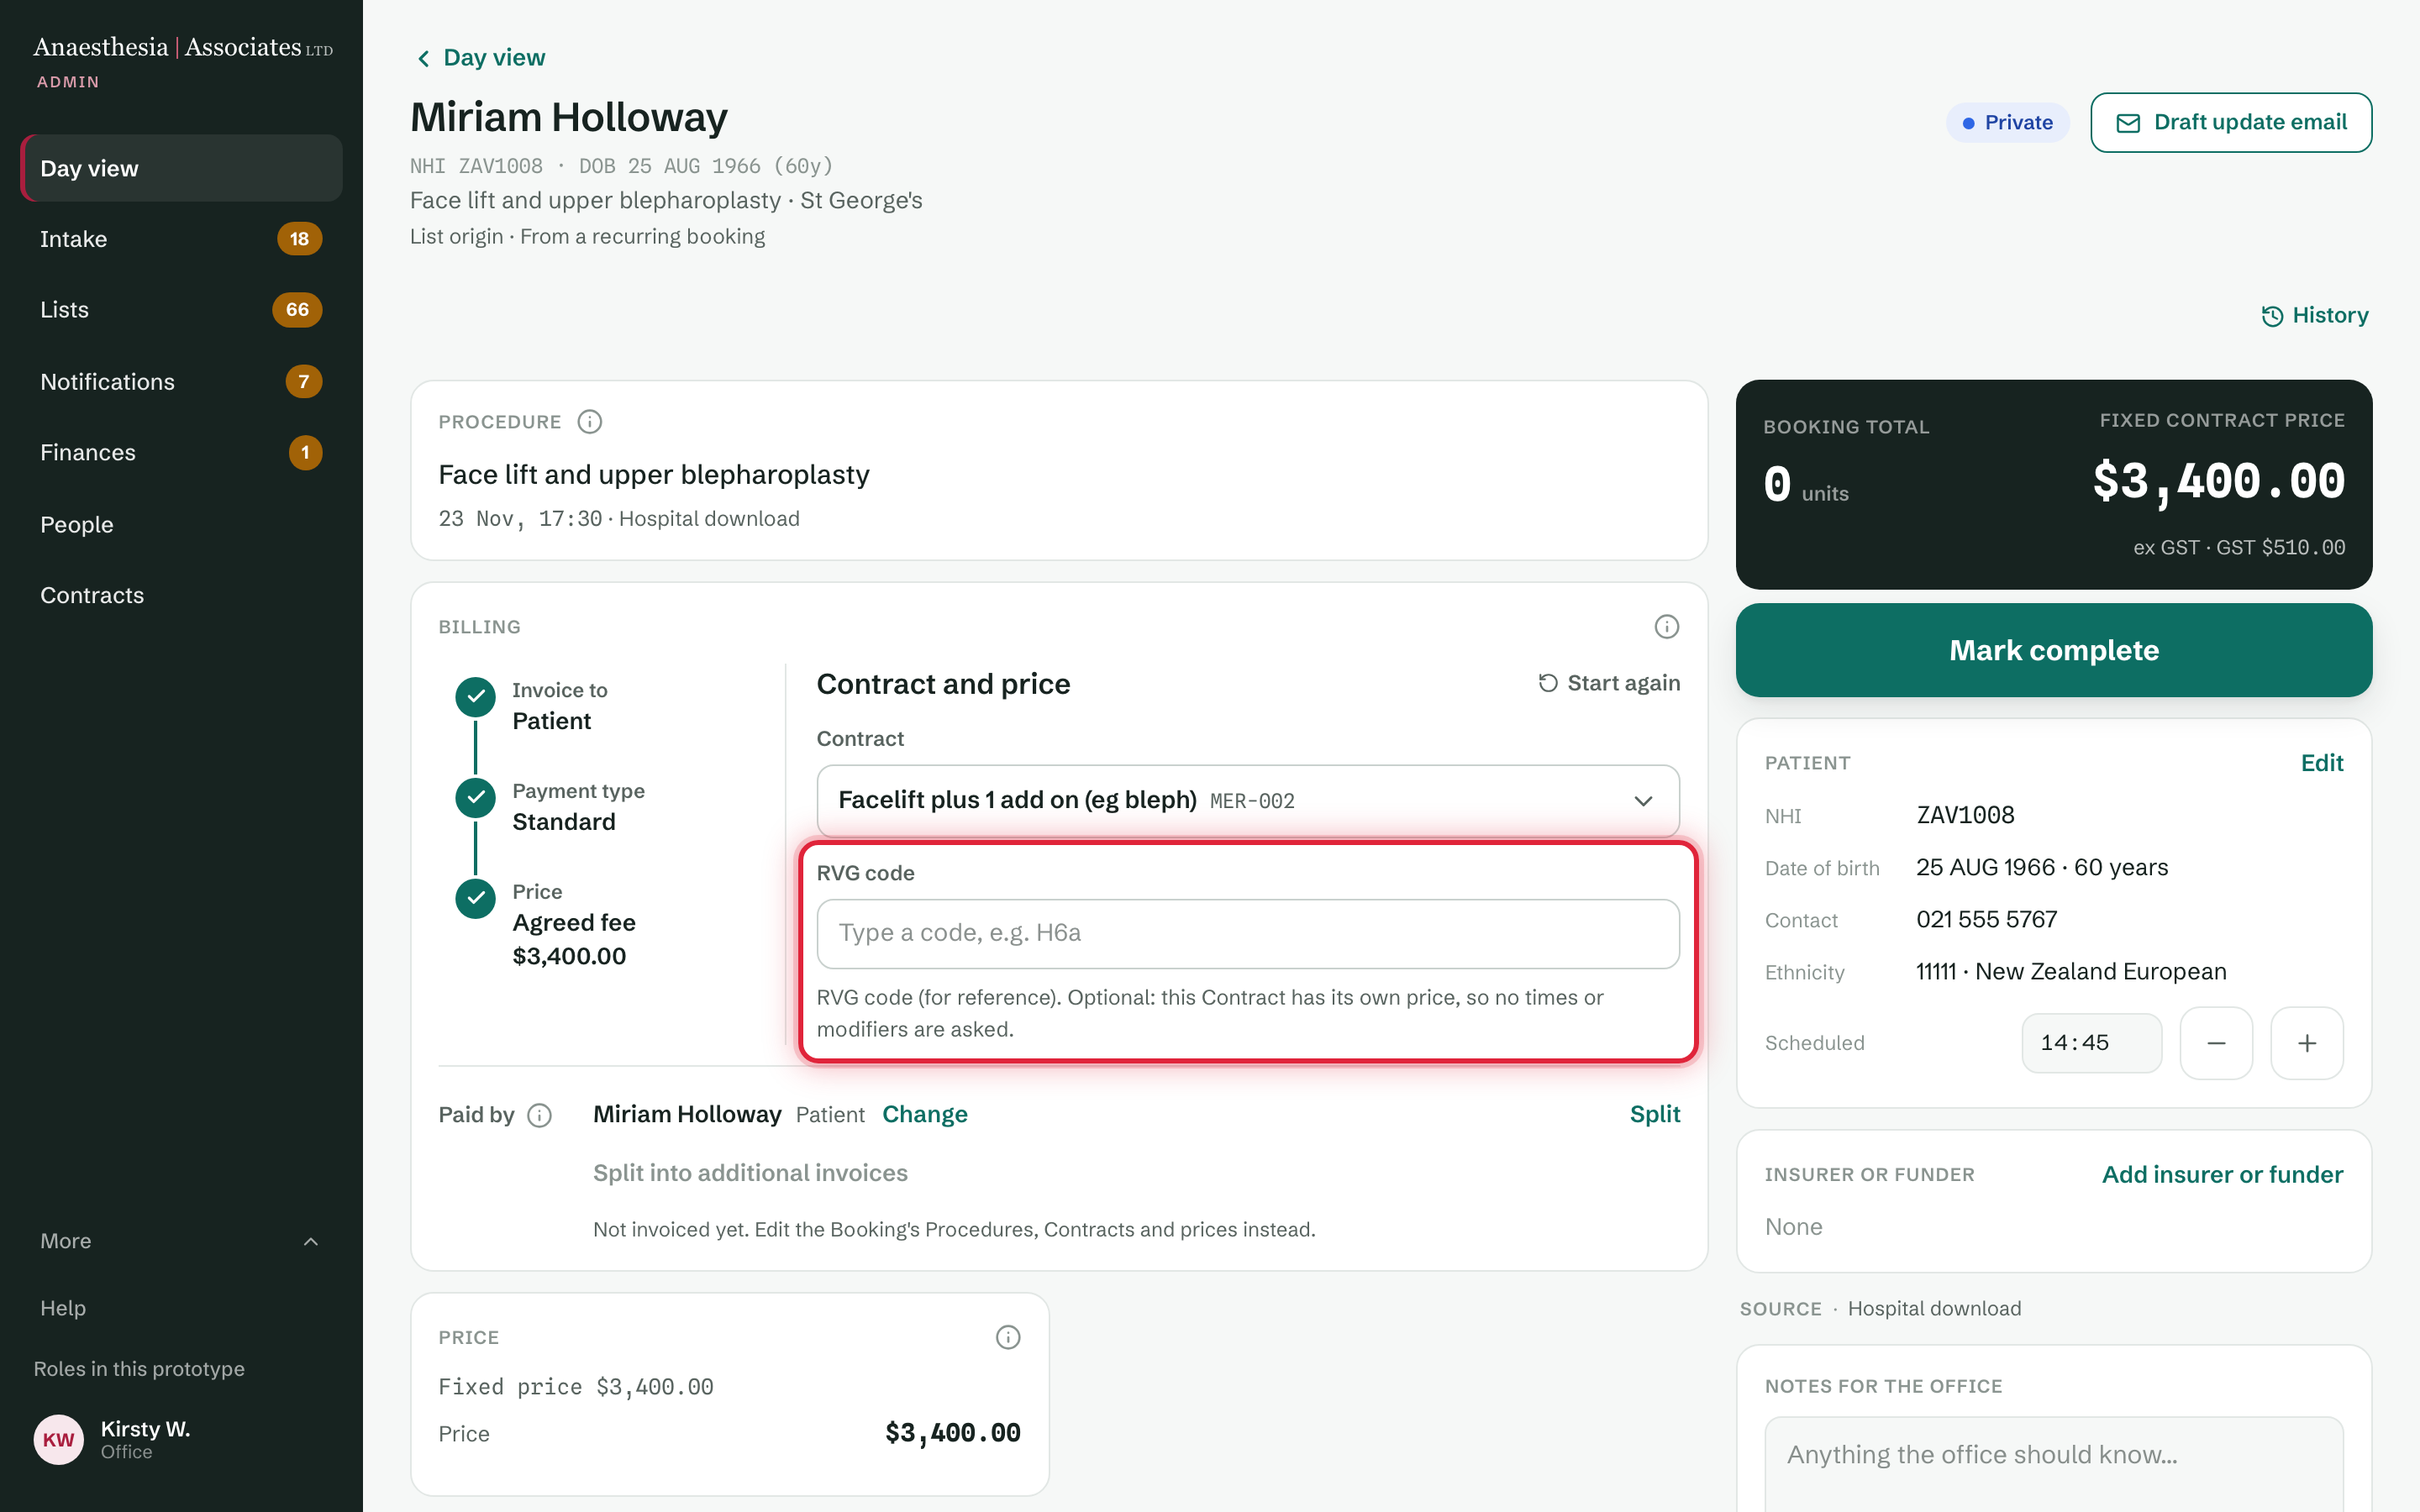 Anaesthesia | Associates LTD
ADMIN
Day view
Intake 18
Lists 66
Notifications 7
Finances 1
People
Contracts
More
Help
Roles in this prototype
KW
Kirsty W.
Office
Day view
Miriam Holloway
NHI ZAV1008 · DOB 25 AUG 1966 (60y)
Face lift and upper blepharoplasty · St George's
List origin · From a recurring booking
Private
Draft update email
History
PROCEDURE
Face lift and upper blepharoplasty
23 Nov, 17:30 · Hospital download
BILLING
Invoice to
Patient
Payment type
Standard
Price
Agreed fee
$3,400.00
Contract and price
Start again
Contract
Facelift plus 1 add on (eg bleph) MER-002
RVG code
Type a code, e.g. H6a
RVG code (for reference). Optional: this Contract has its own price, so no times or
modifiers are asked.
Paid by
Miriam Holloway Patient Change
Split
Split into additional invoices
Not invoiced yet. Edit the Booking's Procedures, Contracts and prices instead.
PRICE
Fixed price $3,400.00
Price $3,400.00
BOOKING TOTAL
0 units
FIXED CONTRACT PRICE
$3,400.00
ex GST · GST $510.00
Mark complete
PATIENT
Edit
NHI ZAV1008
Date of birth 25 AUG 1966 · 60 years
Contact 021 555 5767
Ethnicity 11111 · New Zealand European
Scheduled 14:45 − +
INSURER OR FUNDER
Add insurer or funder
None
SOURCE · Hospital download
NOTES FOR THE OFFICE
Anything the office should know...